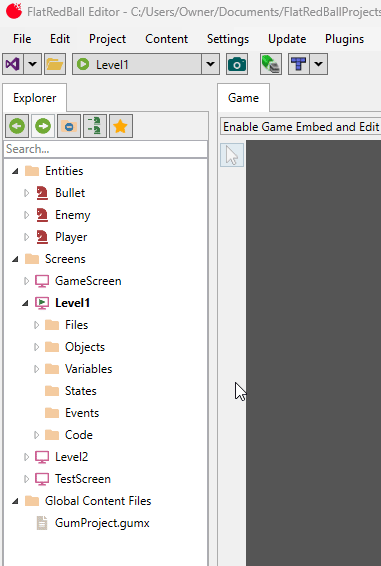 FlatRedBall Editor - C:/Users/Owner/Documents/FlatRedBallProjects
File Edit Project Content Settings Update Plugins
Level1
Explorer Game
Enable Game Embed and Edit
Search...
Entities
Bullet
Enemy
Player
Screens
GameScreen
Level1
Files
Objects
Variables
States
Events
Code
Level2
TestScreen
Global Content Files
GumProject.gumx